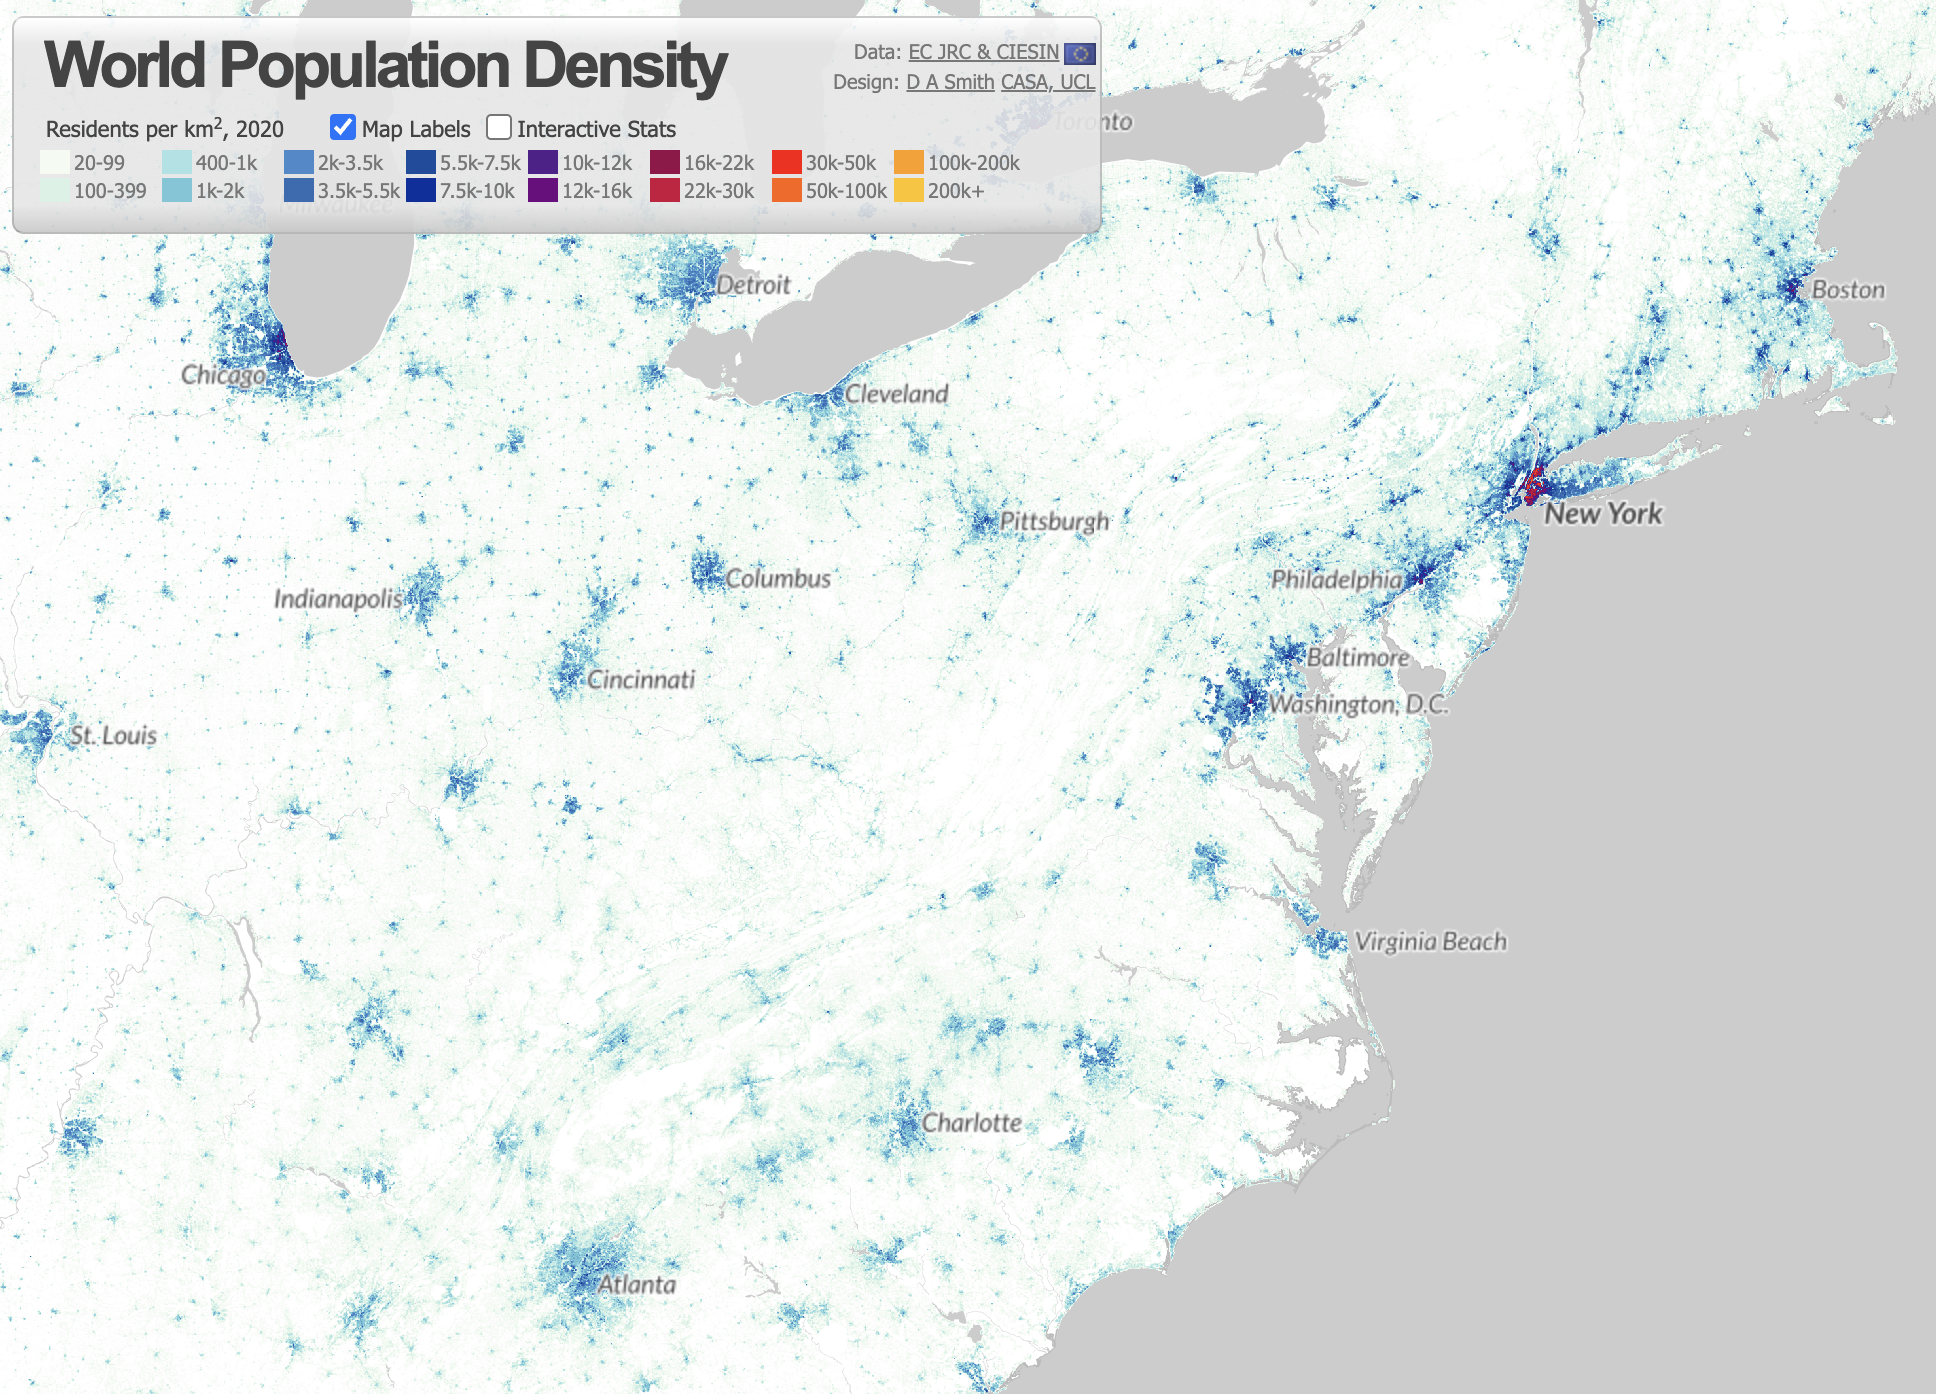 World Population Density
Data: EC JRC & CIESIN
Design: D A Smith CASA, UCL
Residents per km², 2020
Map Labels
Interactive Stats
20-99 400-1k 2k-3.5k 5.5k-7.5k 10k-12k 16k-22k 30k-50k 100k-200k
100-399 1k-2k 3.5k-5.5k 7.5k-10k 12k-16k 22k-30k 50k-100k 200k+
Toronto
Milwaukee
Detroit
Boston
Chicago
Cleveland
New York
Pittsburgh
Columbus
Philadelphia
Indianapolis
Baltimore
Cincinnati
Washington, D.C.
St. Louis
Virginia Beach
Charlotte
Atlanta